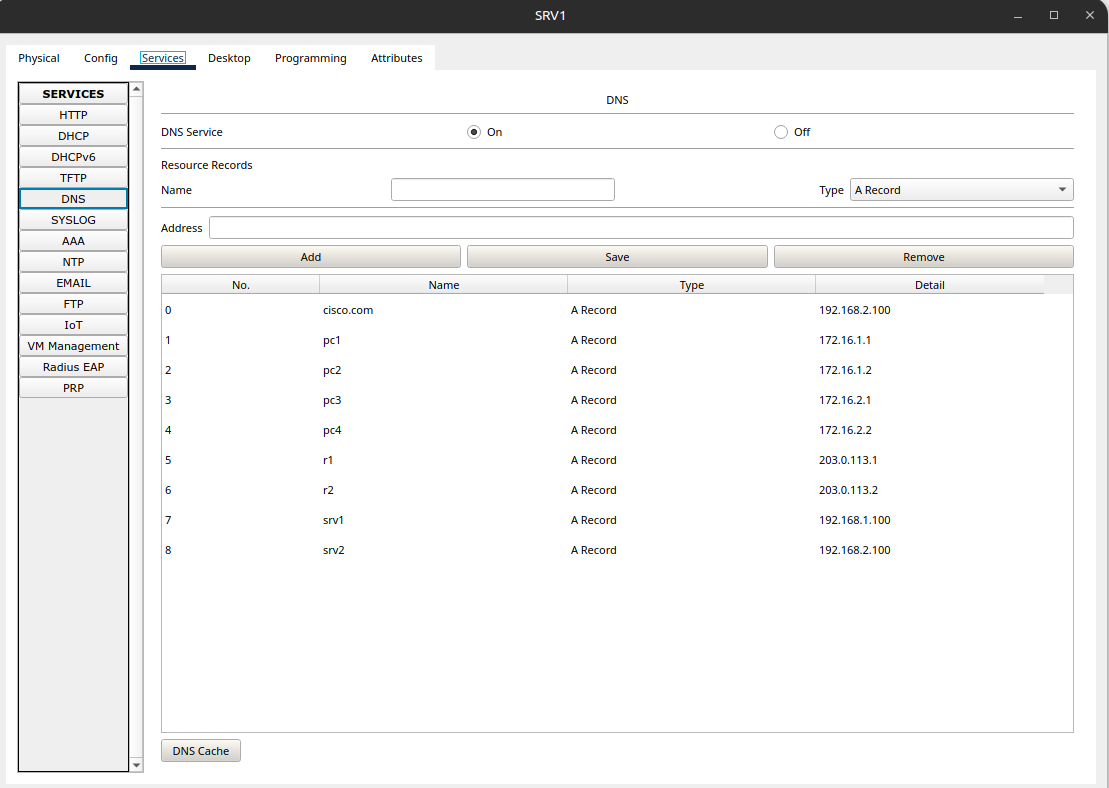 SRV1
Physical Config Services Desktop Programming Attributes
SERVICES
HTTP
DHCP
DHCPv6
TFTP
DNS
SYSLOG
AAA
NTP
EMAIL
FTP
IoT
VM Management
Radius EAP
PRP
DNS
DNS Service On Off
Resource Records
Name Type A Record
Address
Add Save Remove
No. Name Type Detail
0 cisco.com A Record 192.168.2.100
1 pc1 A Record 172.16.1.1
2 pc2 A Record 172.16.1.2
3 pc3 A Record 172.16.2.1
4 pc4 A Record 172.16.2.2
5 r1 A Record 203.0.113.1
6 r2 A Record 203.0.113.2
7 srv1 A Record 192.168.1.100
8 srv2 A Record 192.168.2.100
DNS Cache